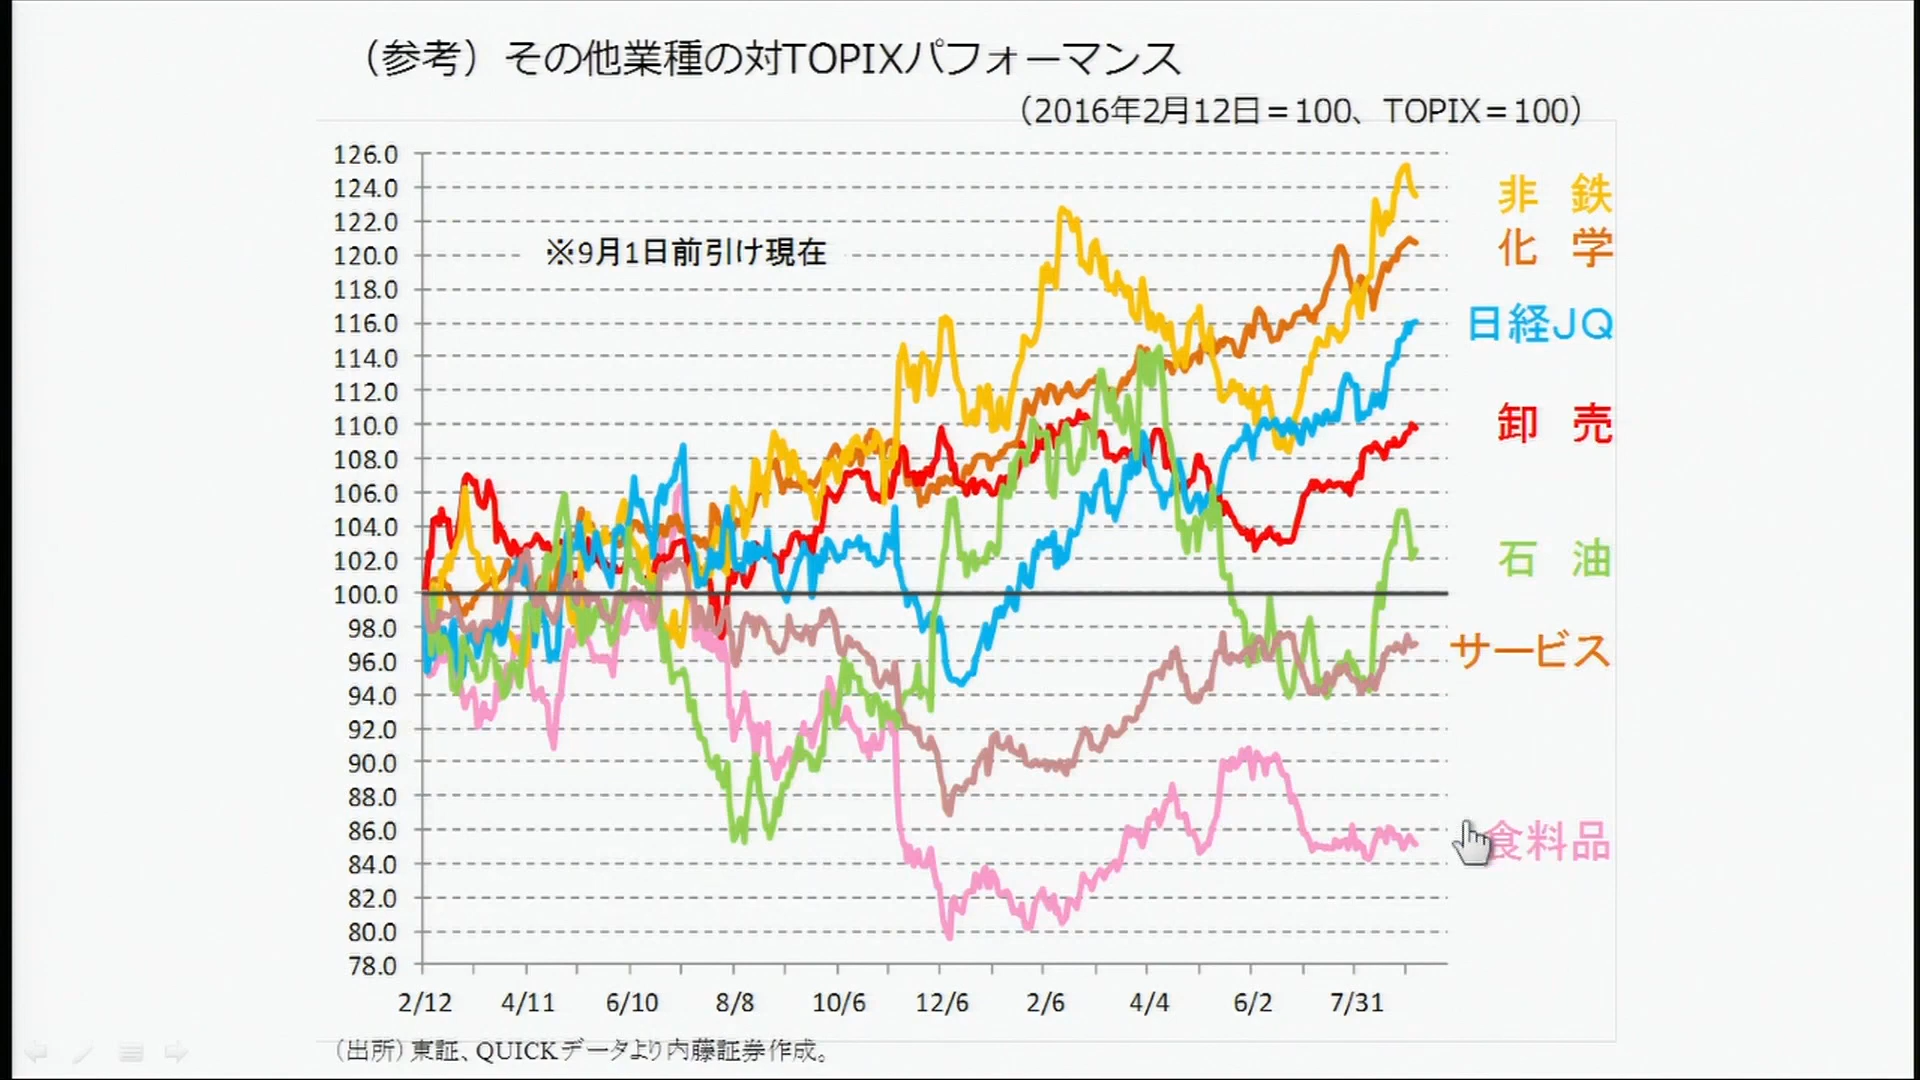 （参考）その他業種の対TOPIXパフォーマンス
（2016年2月12日＝100、TOPIX＝100）
126.0
124.0
122.0
120.0
118.0
116.0
114.0
112.0
110.0
108.0
106.0
104.0
102.0
100.0
98.0
96.0
94.0
92.0
90.0
88.0
86.0
84.0
82.0
80.0
78.0
※9月1日前引け現在
非　鉄
化　学
日経JQ
卸　売
石　油
サービス
食料品
2/12 4/11 6/10 8/8 10/6 12/6 2/6 4/4 6/2 7/31
（出所）東証、QUICKデータより内藤証券作成。